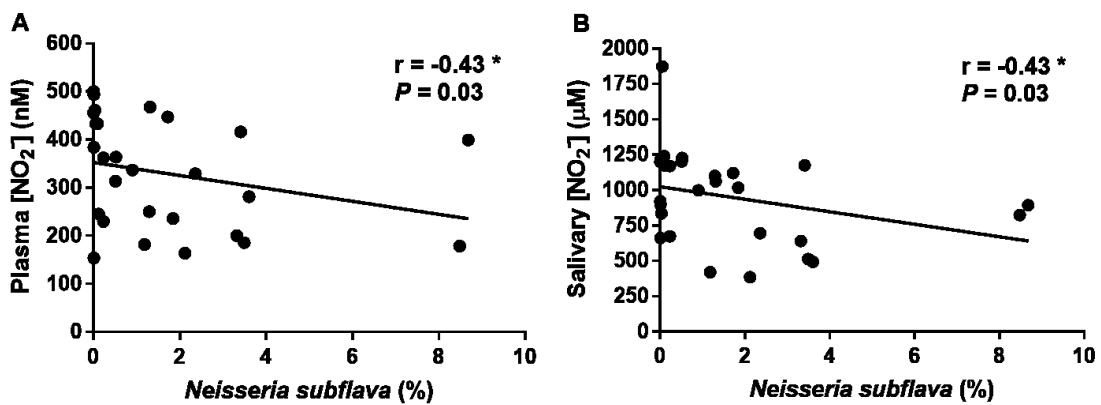 A
600
500
400
300
200
100
0
Plasma [NO₂⁻] (nM)
r = -0.43 *
P = 0.03
0 2 4 6 8 10
Neisseria subflava (%)
B
2000
1750
1500
1250
1000
750
500
250
0
Salivary [NO₂⁻] (μM)
r = -0.43 *
P = 0.03
0 2 4 6 8 10
Neisseria subflava (%)